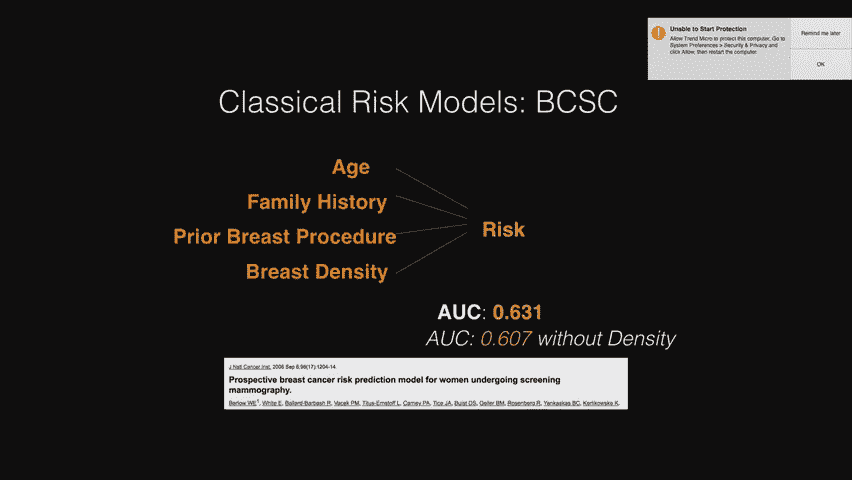 Unable to Start Protection
Allow Trend Micro to protect this computer. Go to
System Preferences > Security & Privacy and
click Allow, then restart the computer.
Remind me later
OK
Classical Risk Models: BCSC
Age
Family History
Prior Breast Procedure
Breast Density
Risk
AUC: 0.631
AUC: 0.607 without Density
J Natl Cancer Inst. 2006 Sep 6;98(17):1204-14.
Prospective breast cancer risk prediction model for women undergoing screening
mammography.
Barlow WE1, White E, Ballard-Barbash R, Vacek PM, Titus-Ernstoff L, Carney PA, Tice JA, Buist DS, Geller BM, Rosenberg R, Yankaskas BC, Kerlikowske K.